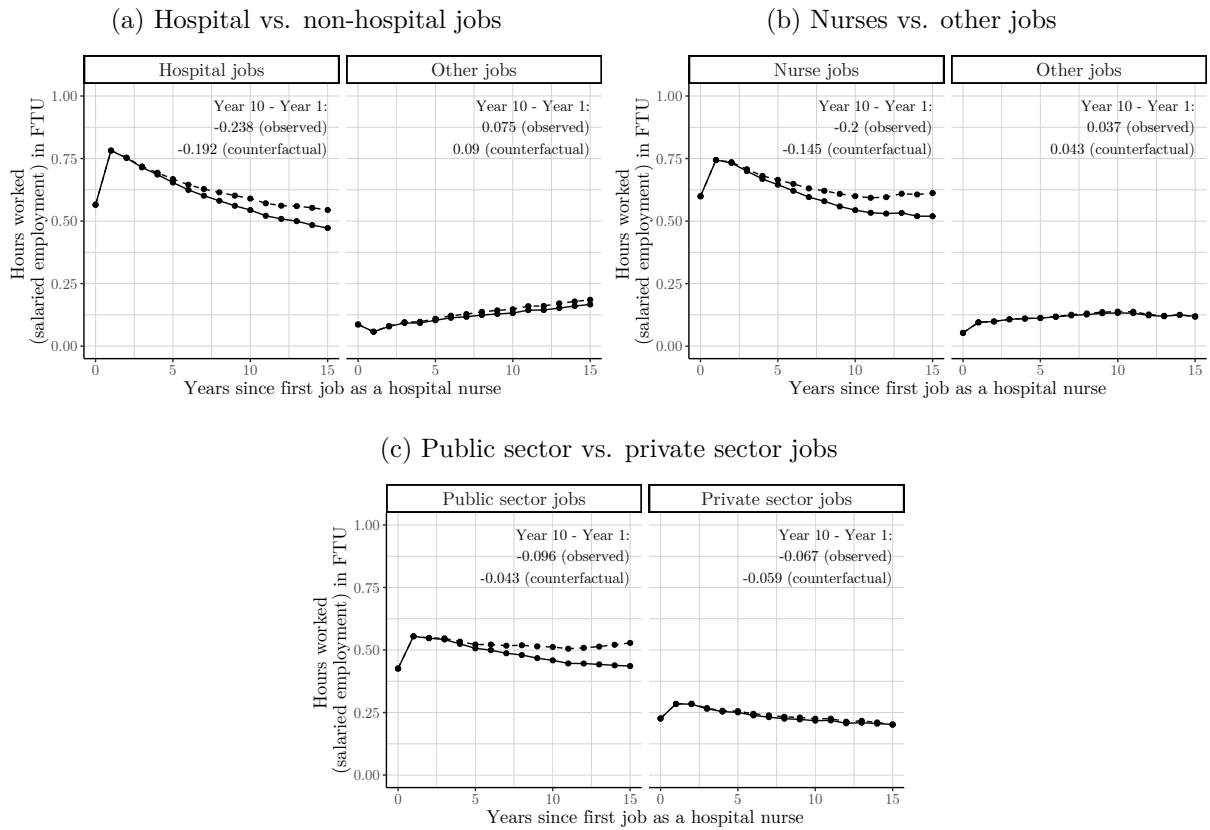 (a) Hospital vs. non-hospital jobs
Hospital jobs
Other jobs
Year 10 - Year 1:
-0.238 (observed)
-0.192 (counterfactual)
Year 10 - Year 1:
0.075 (observed)
0.09 (counterfactual)
Hours worked
(salaried employment) in FTU
1.00
0.75
0.50
0.25
0.00
0
5
10
15
0
5
10
15
Years since first job as a hospital nurse
(b) Nurses vs. other jobs
Nurse jobs
Other jobs
Year 10 - Year 1:
-0.2 (observed)
-0.145 (counterfactual)
Year 10 - Year 1:
0.037 (observed)
0.043 (counterfactual)
Hours worked
(salaried employment) in FTU
1.00
0.75
0.50
0.25
0.00
0
5
10
15
0
5
10
15
Years since first job as a hospital nurse
(c) Public sector vs. private sector jobs
Public sector jobs
Private sector jobs
Year 10 - Year 1:
-0.096 (observed)
-0.043 (counterfactual)
Year 10 - Year 1:
-0.067 (observed)
-0.059 (counterfactual)
Hours worked
(salaried employment) in FTU
1.00
0.75
0.50
0.25
0.00
0
5
10
15
0
5
10
15
Years since first job as a hospital nurse